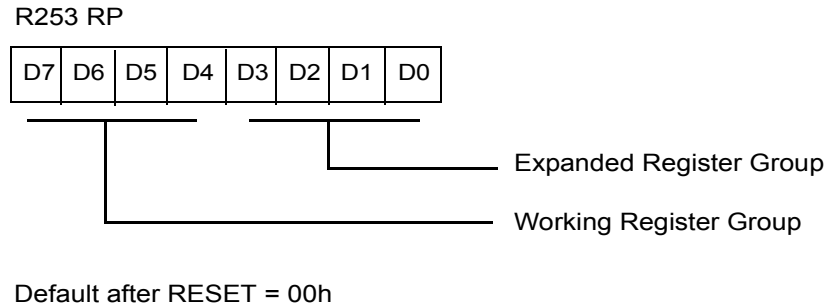 R253 RP
D7 D6 D5 D4 D3 D2 D1 D0
Expanded Register Group
Working Register Group
Default after RESET = 00h